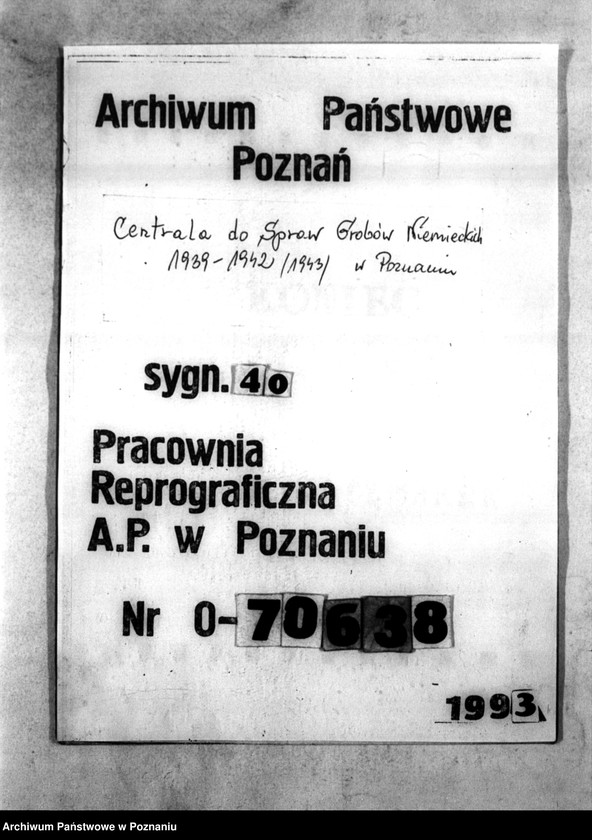 Archiwum Państwowe
Poznań
Centrala do Spraw Grobów Niemieckich
1939-1942 /1943/ w Poznaniu
sygn. 40
Pracownia
Reprograficzna
A.P. w Poznaniu
Nr 0-70638
1993
Archiwum Państwowe w Poznaniu